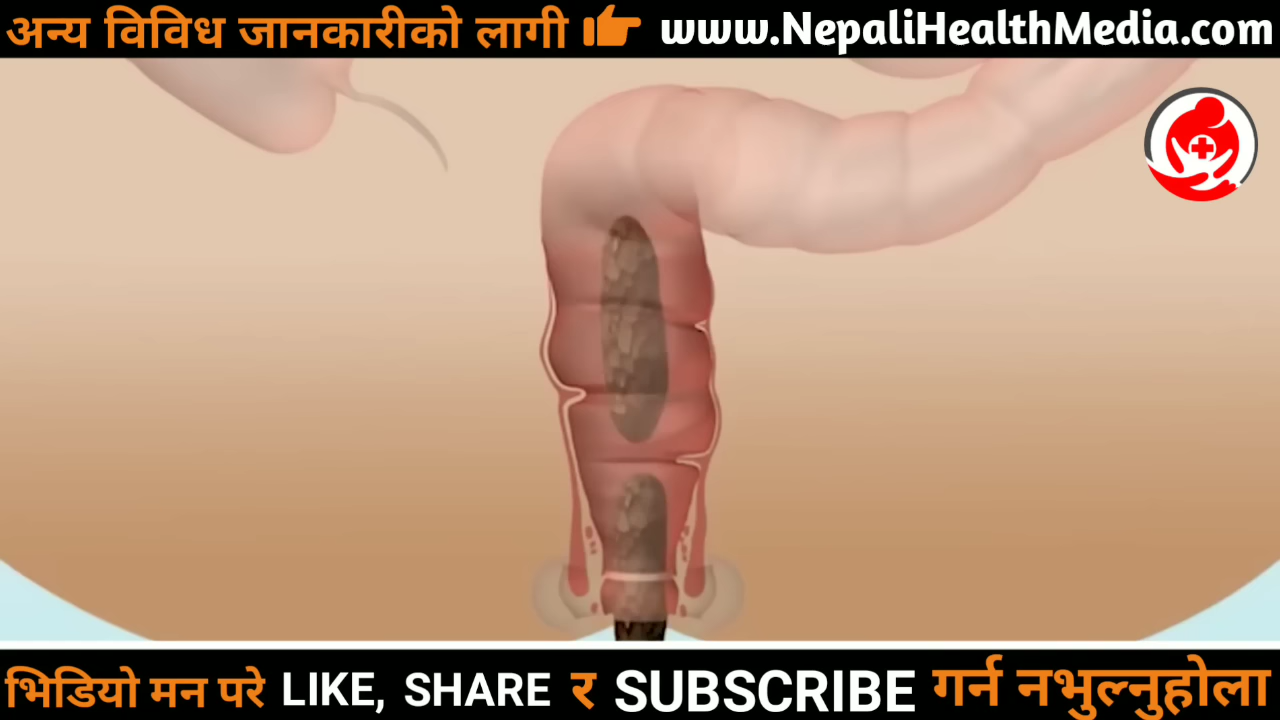 अन्य विविध जानकारीको लागी www.NepaliHealthMedia.com
भिडियो मन परे LIKE, SHARE र SUBSCRIBE गर्न नभुल्नुहोला